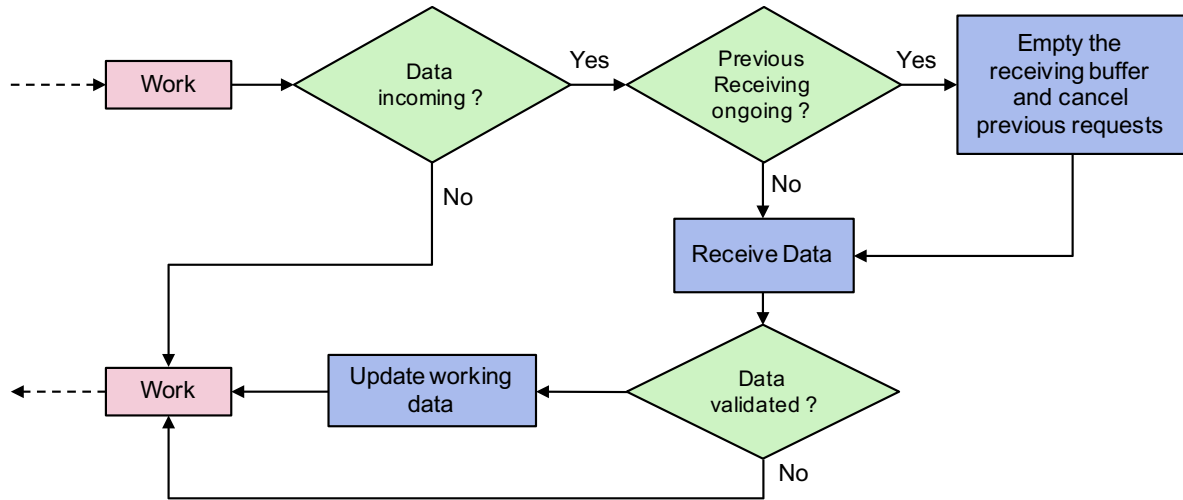 Work
Data
incoming ?
Yes
Previous
Receiving
ongoing ?
Yes
Empty the
receiving buffer
and cancel
previous requests
No
No
Receive Data
Work
Update working
data
Data
validated ?
No